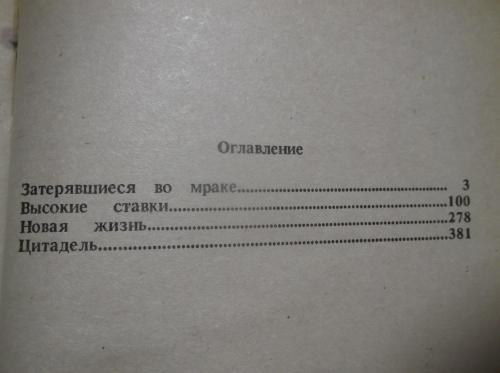 Оглавление
Затерявшиеся во мраке........................................ 3
Высокие ставки....................................................100
Новая жизнь........................................................278
Цитадель................................................................381